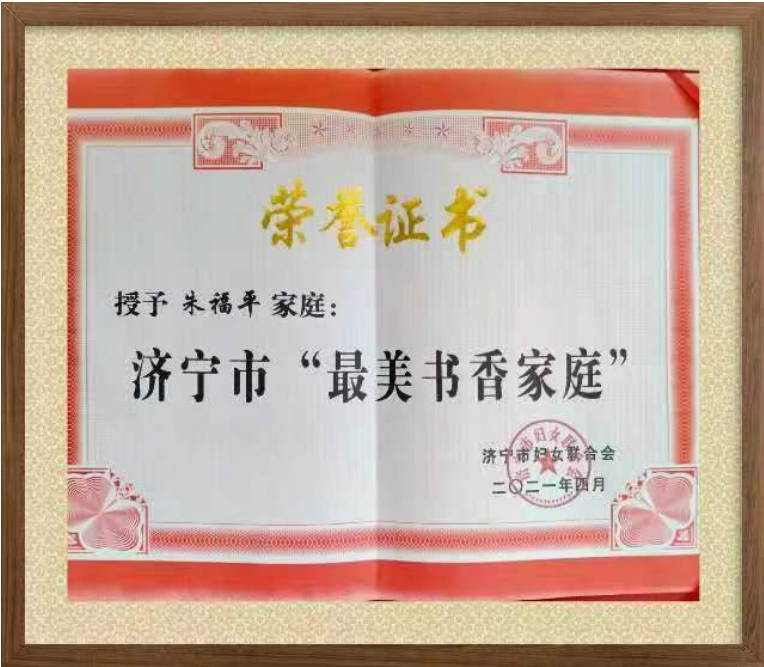 荣誉证书
授予 朱福平 家庭：
济宁市“最美书香家庭”
济宁市妇女联合会
二〇二一年四月